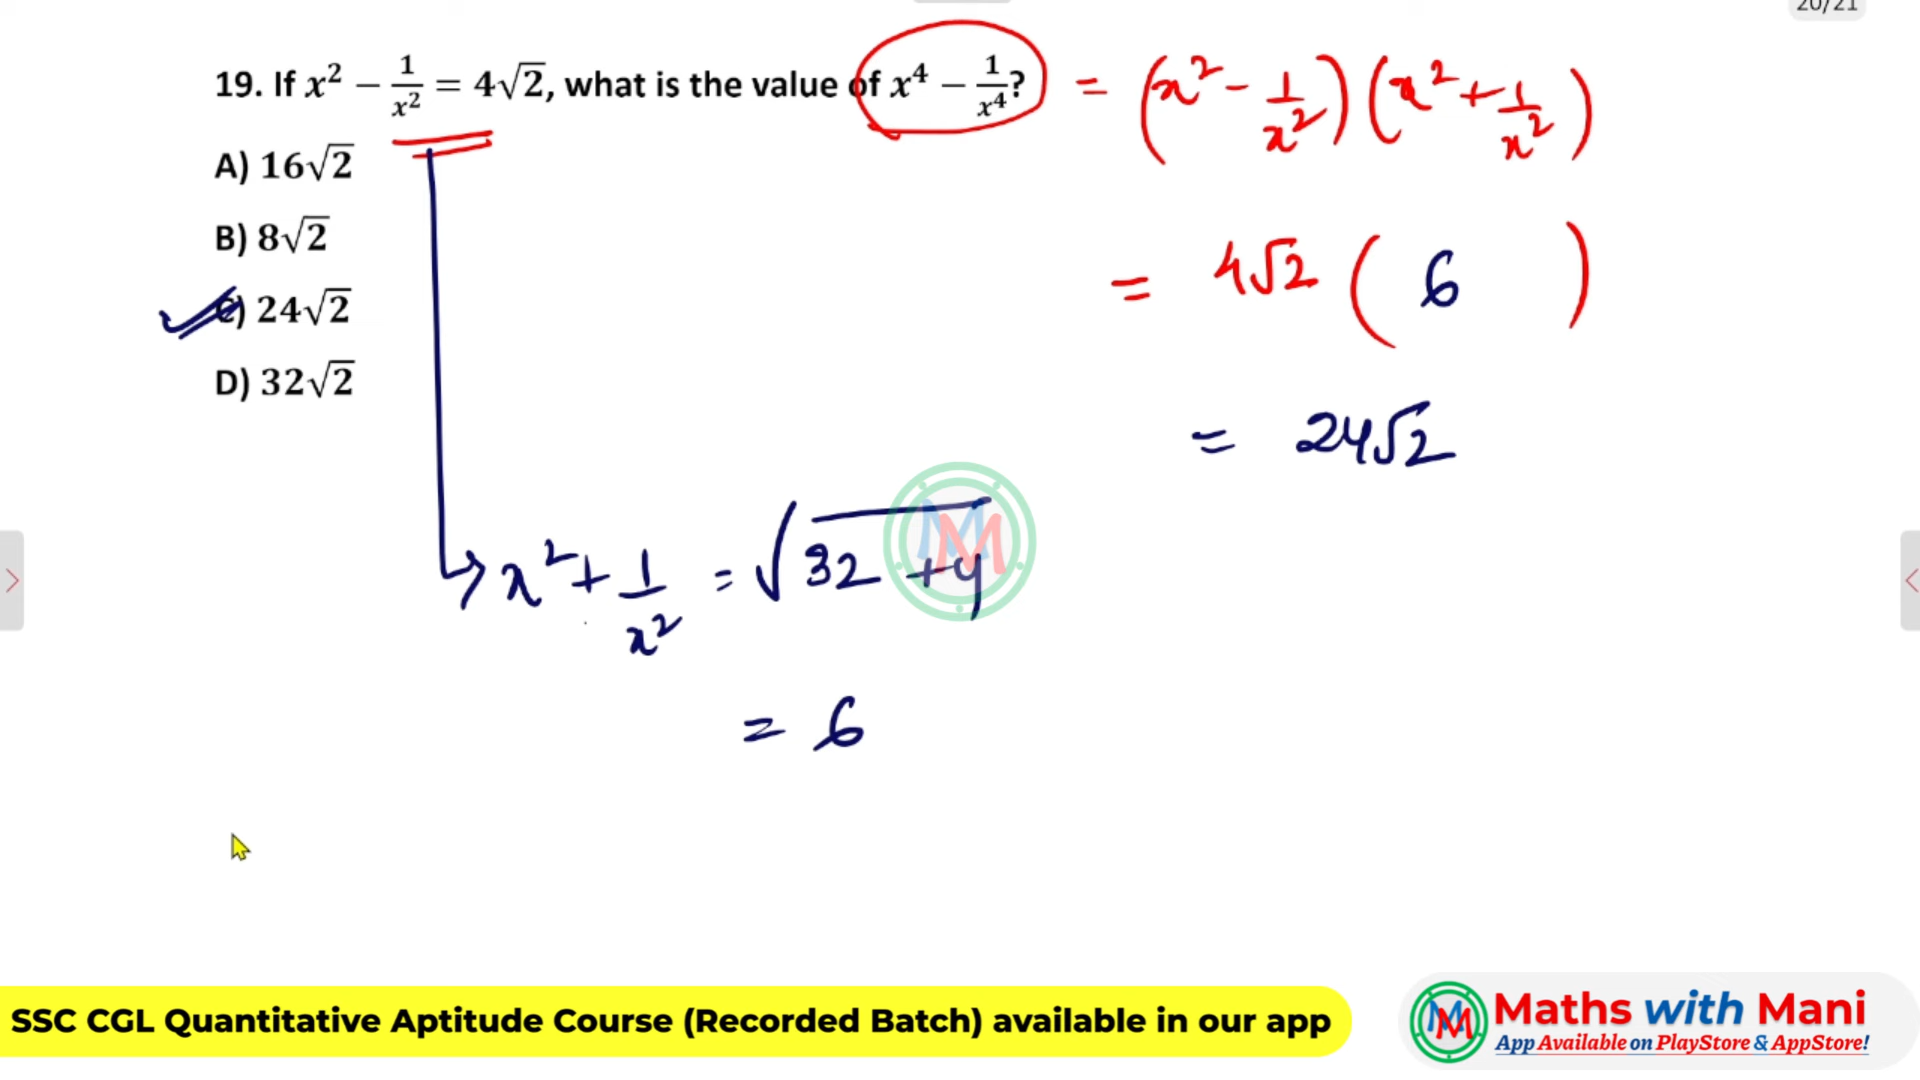 20/21
19. If x² − 1/x² = 4√2, what is the value of x⁴ − 1/x⁴? = (x² - 1/x²)(x² + 1/x²)
A) 16√2
B) 8√2
= 4√2 ( 6 )
C) 24√2
D) 32√2
= 24√2
→ x² + 1/x² = √32 + 4
= 6
MM
SSC CGL Quantitative Aptitude Course (Recorded Batch) available in our app
MM
Maths with Mani
App Available on PlayStore & AppStore!